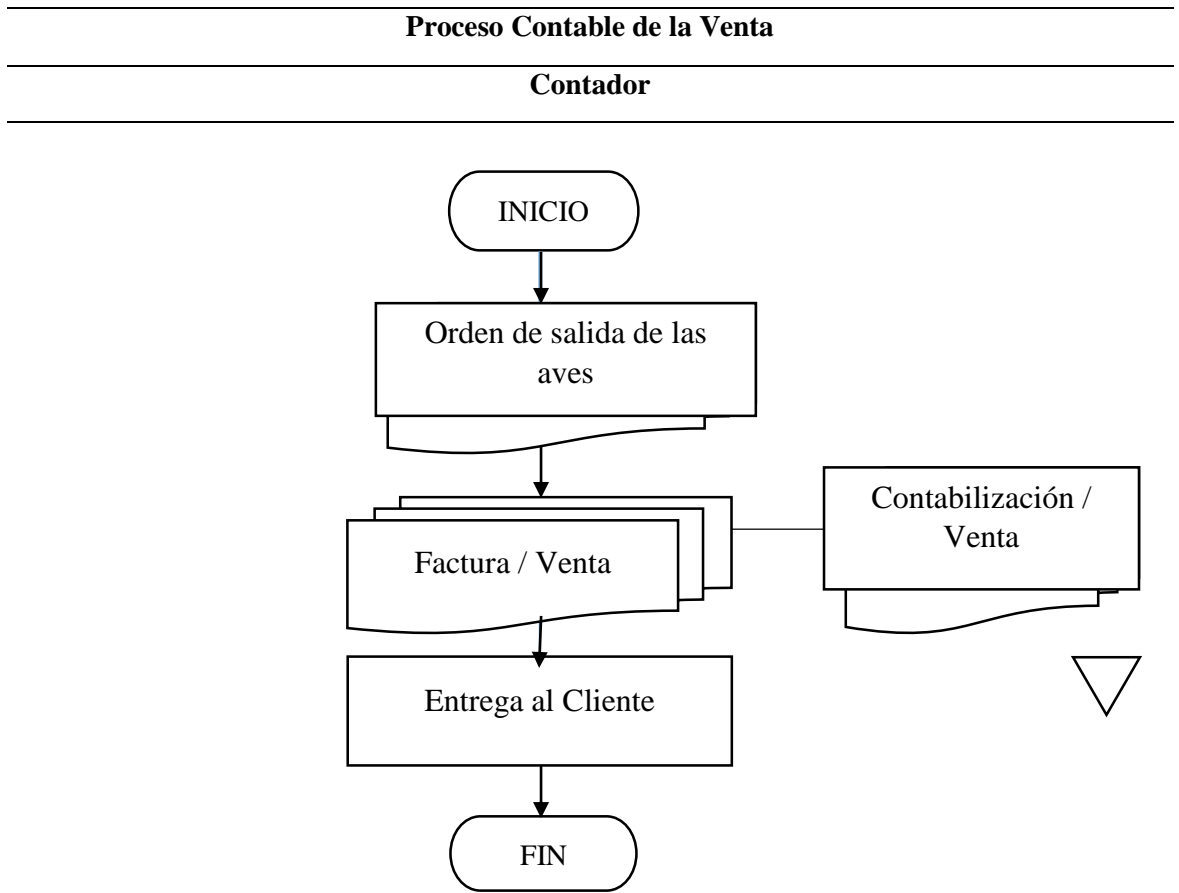 Proceso Contable de la Venta
Contador
INICIO
Orden de salida de las
aves
Contabilización /
Venta
Factura / Venta
Entrega al Cliente
FIN